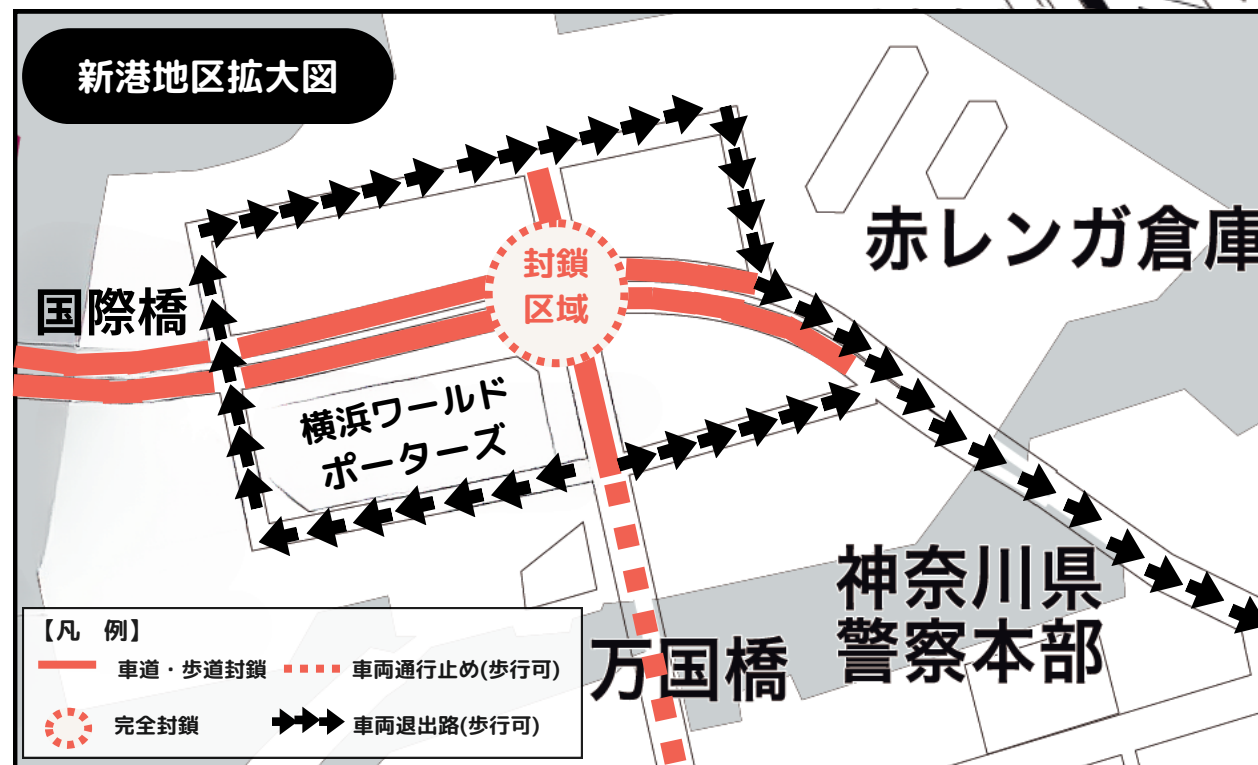 新港地区拡大図
赤レンガ倉庫
封鎖
区域
国際橋
横浜ワールド
ポーターズ
神奈川県
警察本部
万国橋
【凡　例】
車道・歩道封鎖
車両通行止め(歩行可)
完全封鎖
車両退出路(歩行可)